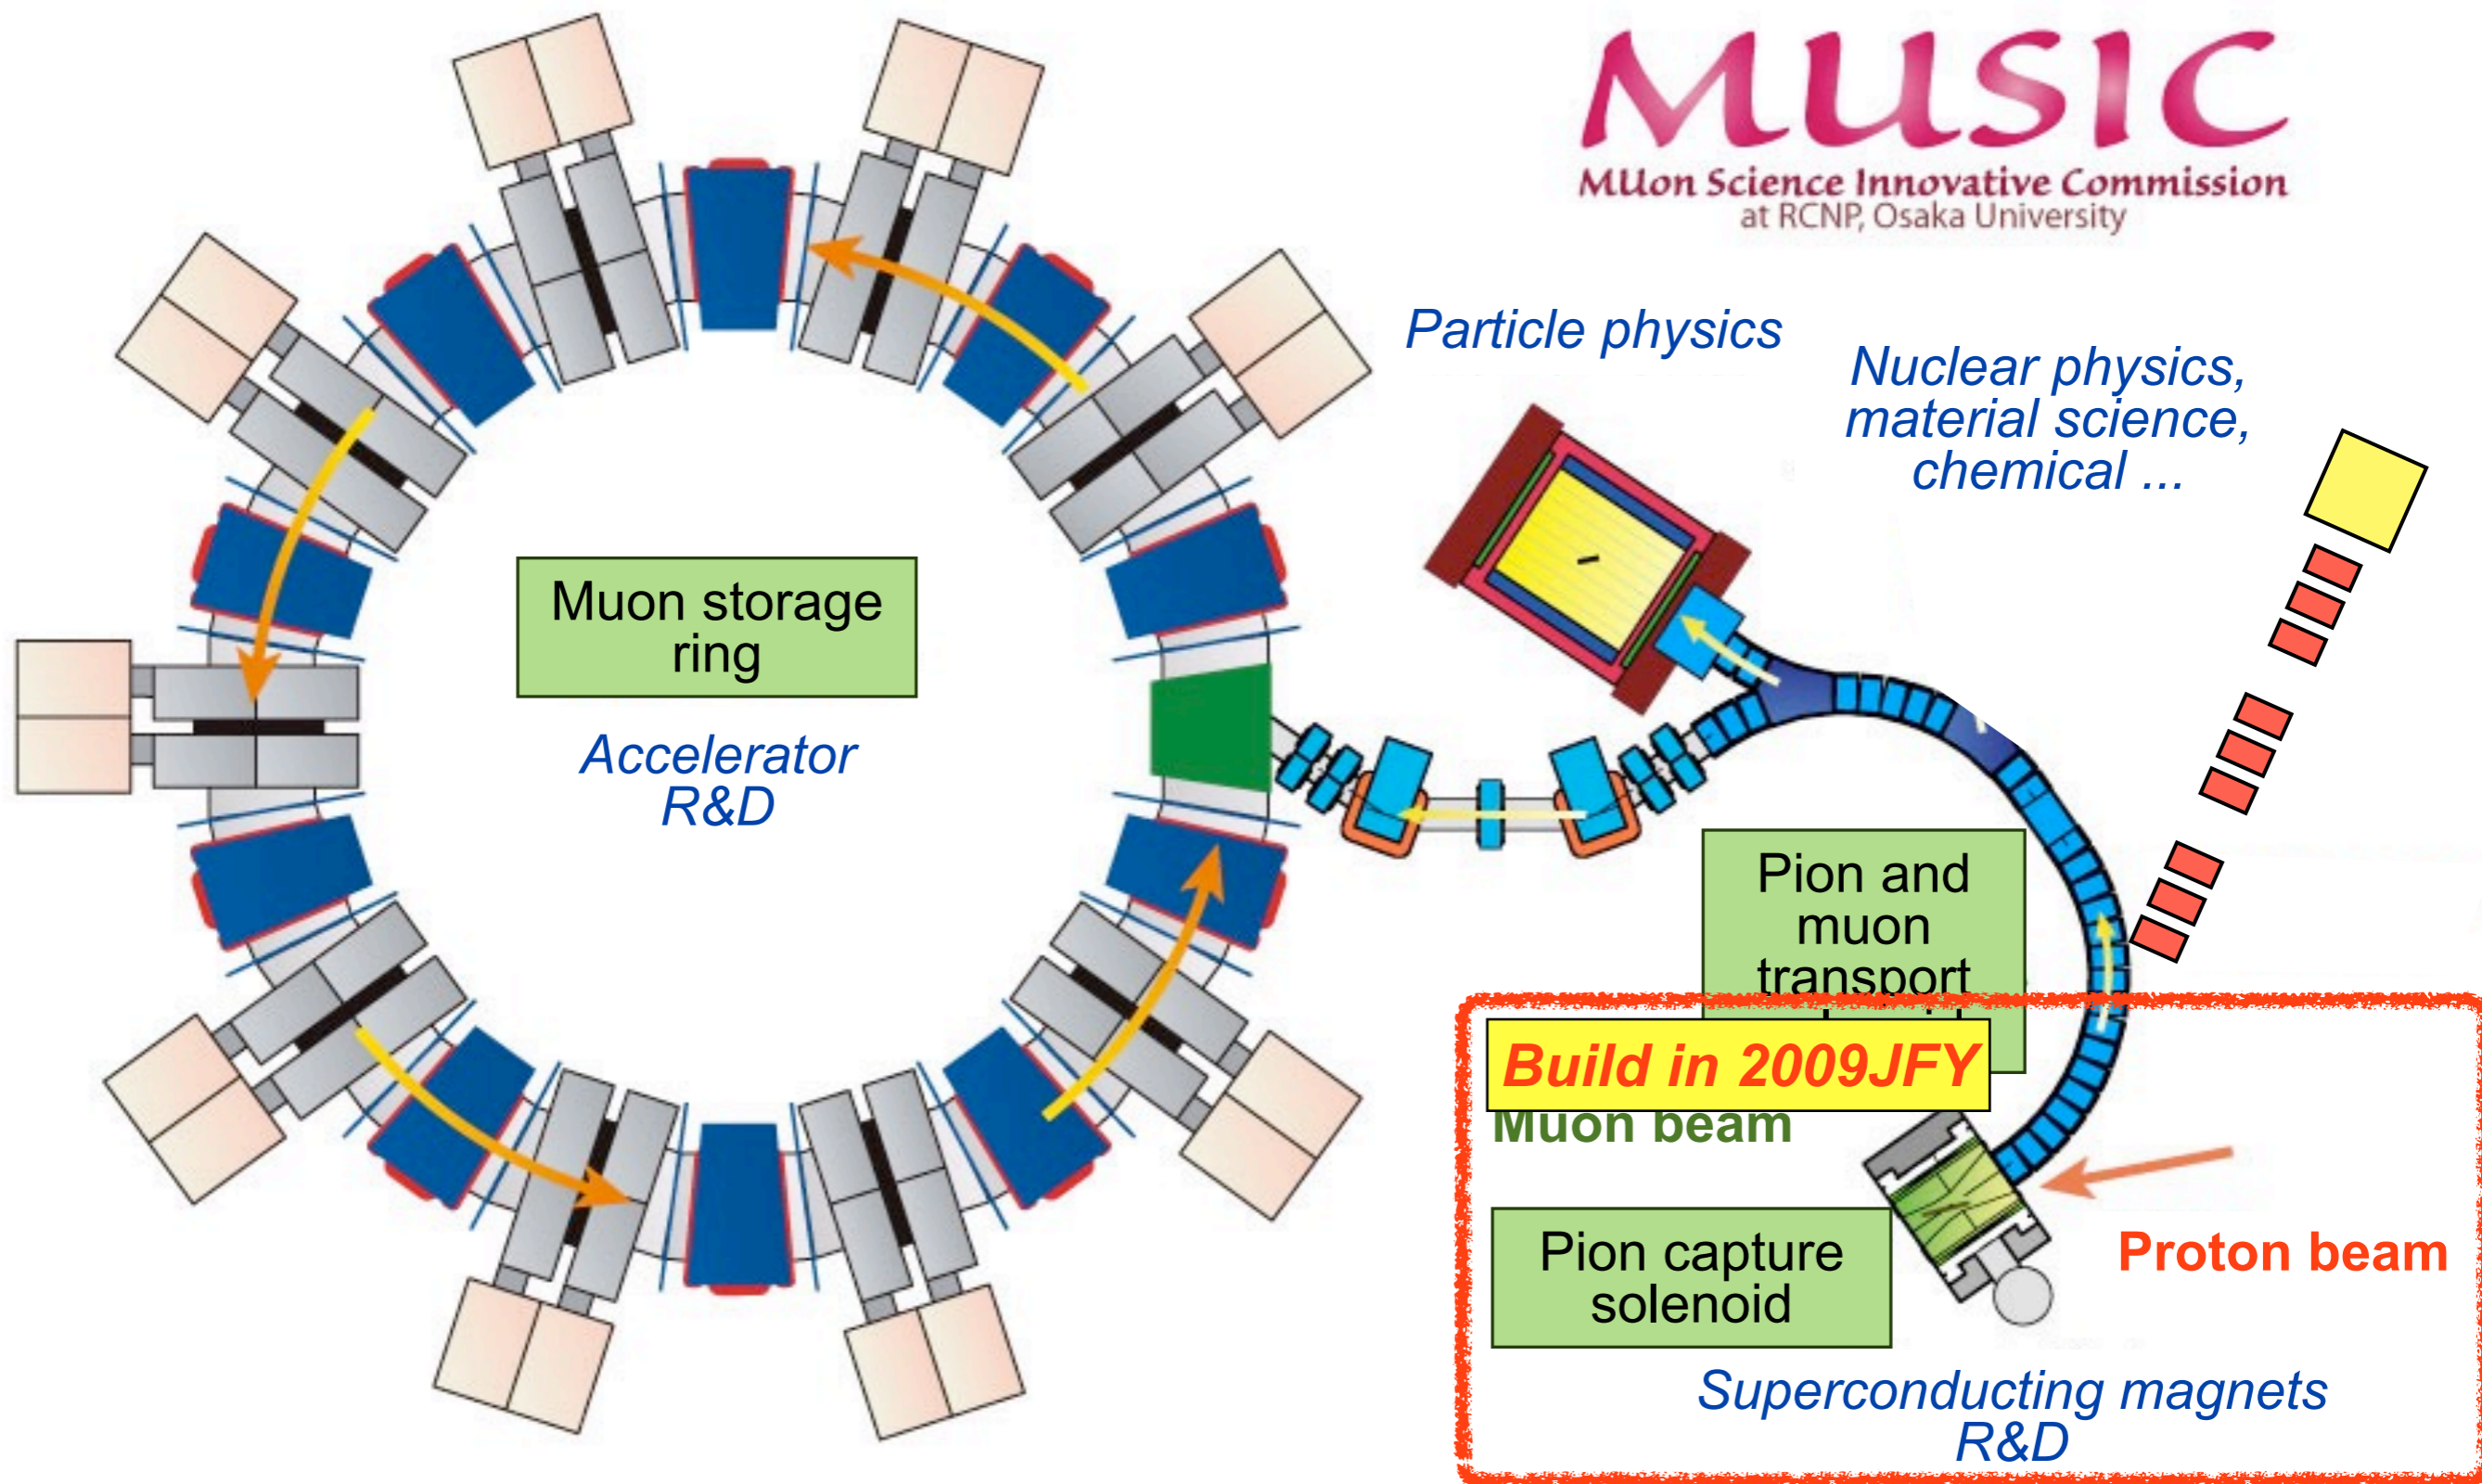 MUSIC
MUon Science Innovative Commission
at RCNP, Osaka University
Particle physics
Nuclear physics,
material science,
chemical ...
Muon storage
ring
Accelerator
R&D
Pion and
muon
transport
Build in 2009JFY
Muon beam
Pion capture
solenoid
Proton beam
Superconducting magnets
R&D